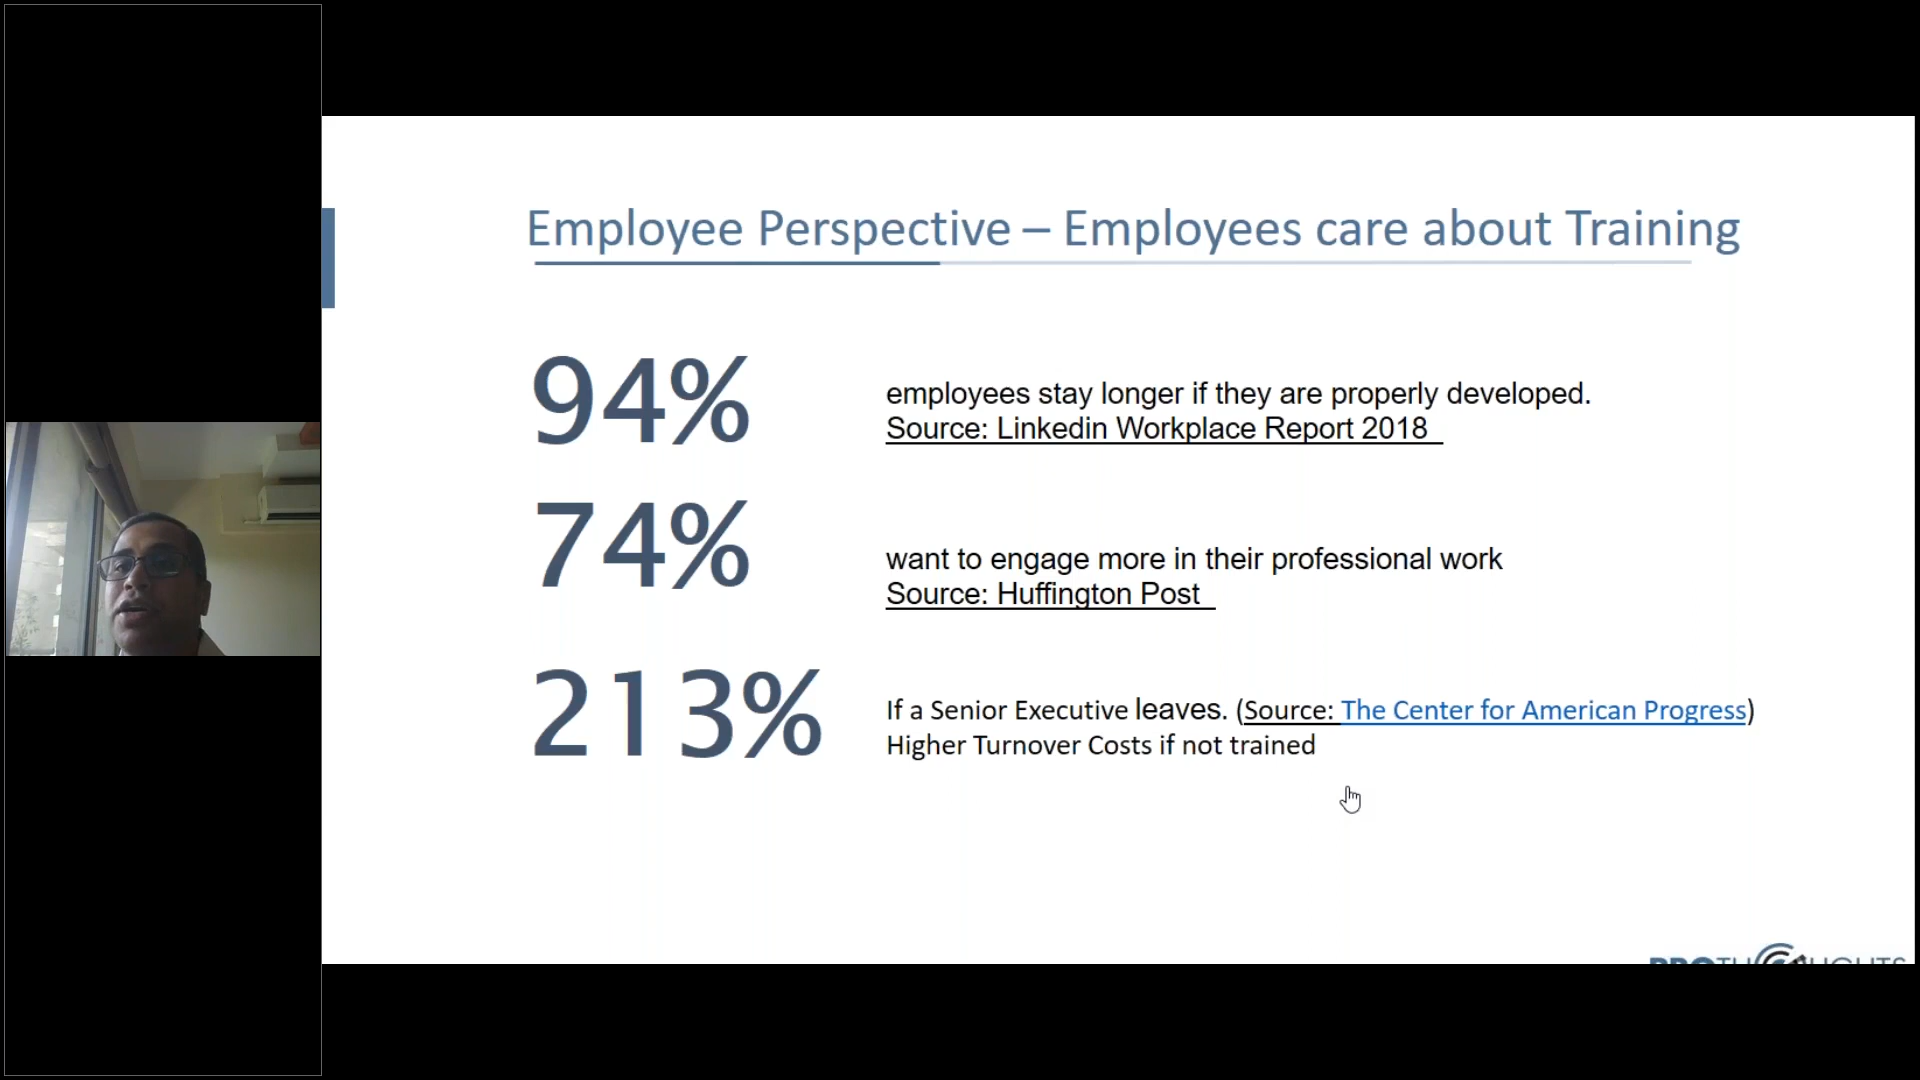 Employee Perspective – Employees care about Training
94%
employees stay longer if they are properly developed.
Source: Linkedin Workplace Report 2018
74%
want to engage more in their professional work
Source: Huffington Post
213%
If a Senior Executive leaves. (Source: The Center for American Progress)
Higher Turnover Costs if not trained